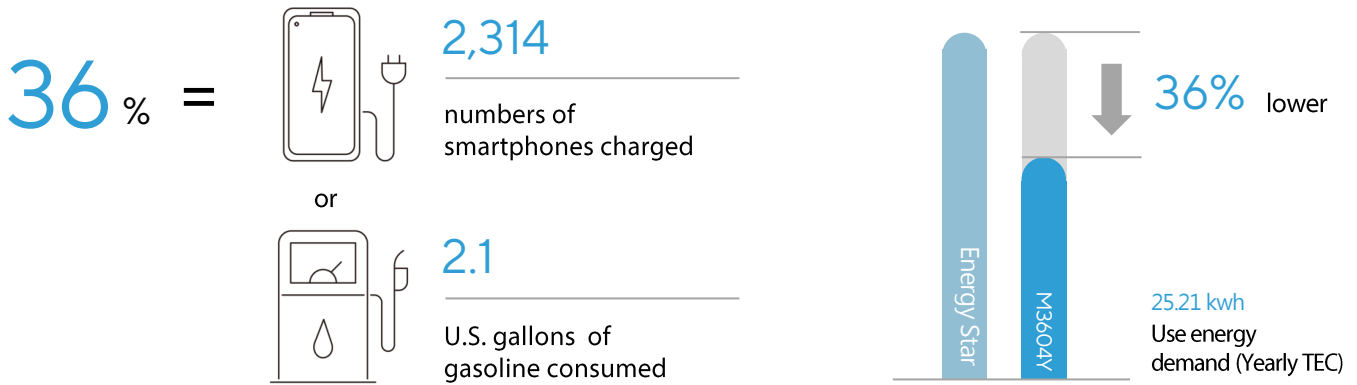 36 % =
2,314
numbers of
smartphones charged
or
2.1
U.S. gallons of
gasoline consumed
Energy Star
M3604Y
36% lower
25.21 kwh
Use energy
demand (Yearly TEC)